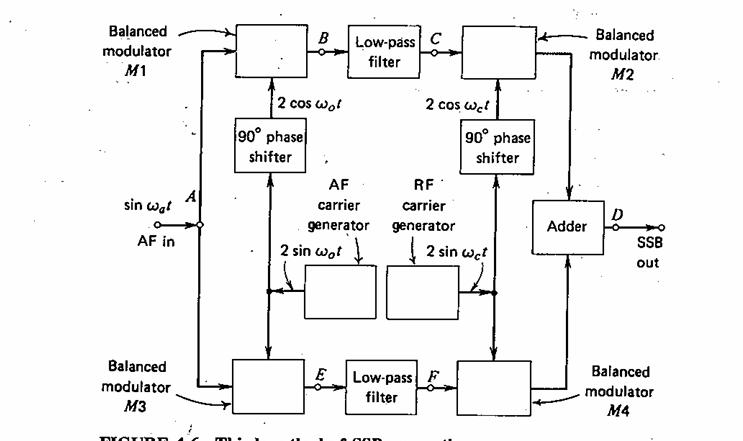 Balanced
modulator
M1
B
Low-pass
filter
C
Balanced
modulator
M2
2 cos ωₒt
2 cos ω꜀t
90° phase
shifter
90° phase
shifter
sin ωₐt
A
AF in
AF
carrier
generator
RF
carrier
generator
2 sin ωₒt
2 sin ω꜀t
Adder
D
SSB
out
Balanced
modulator
M3
E
Low-pass
filter
F
Balanced
modulator
M4